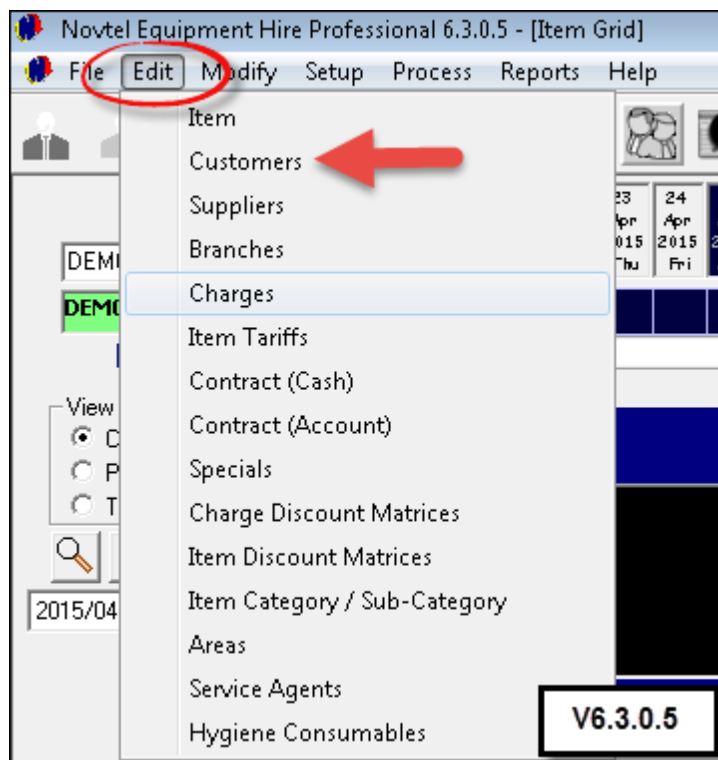 Novtel Equipment Hire Professional 6.3.0.5 - [Item Grid]
File Edit Modify Setup Process Reports Help
Item
Customers
Suppliers
Branches
Charges
Item Tariffs
Contract (Cash)
Contract (Account)
Specials
Charge Discount Matrices
Item Discount Matrices
Item Category / Sub-Category
Areas
Service Agents
Hygiene Consumables
23 24
Apr Apr
2015
Thu Fri
View
2015/04
V6.3.0.5